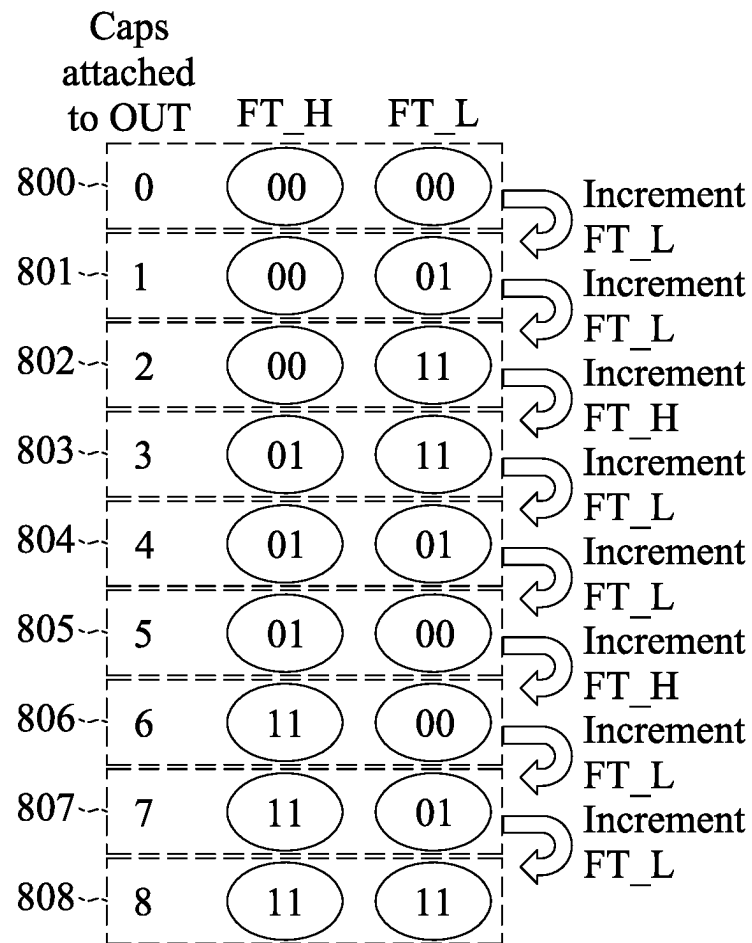 Caps
attached
to OUT FT_H FT_L
800 0 00 00
Increment
FT_L
801 1 00 01
Increment
FT_L
802 2 00 11
Increment
FT_H
803 3 01 11
Increment
FT_L
804 4 01 01
Increment
FT_L
805 5 01 00
Increment
FT_H
806 6 11 00
Increment
FT_L
807 7 11 01
Increment
FT_L
808 8 11 11